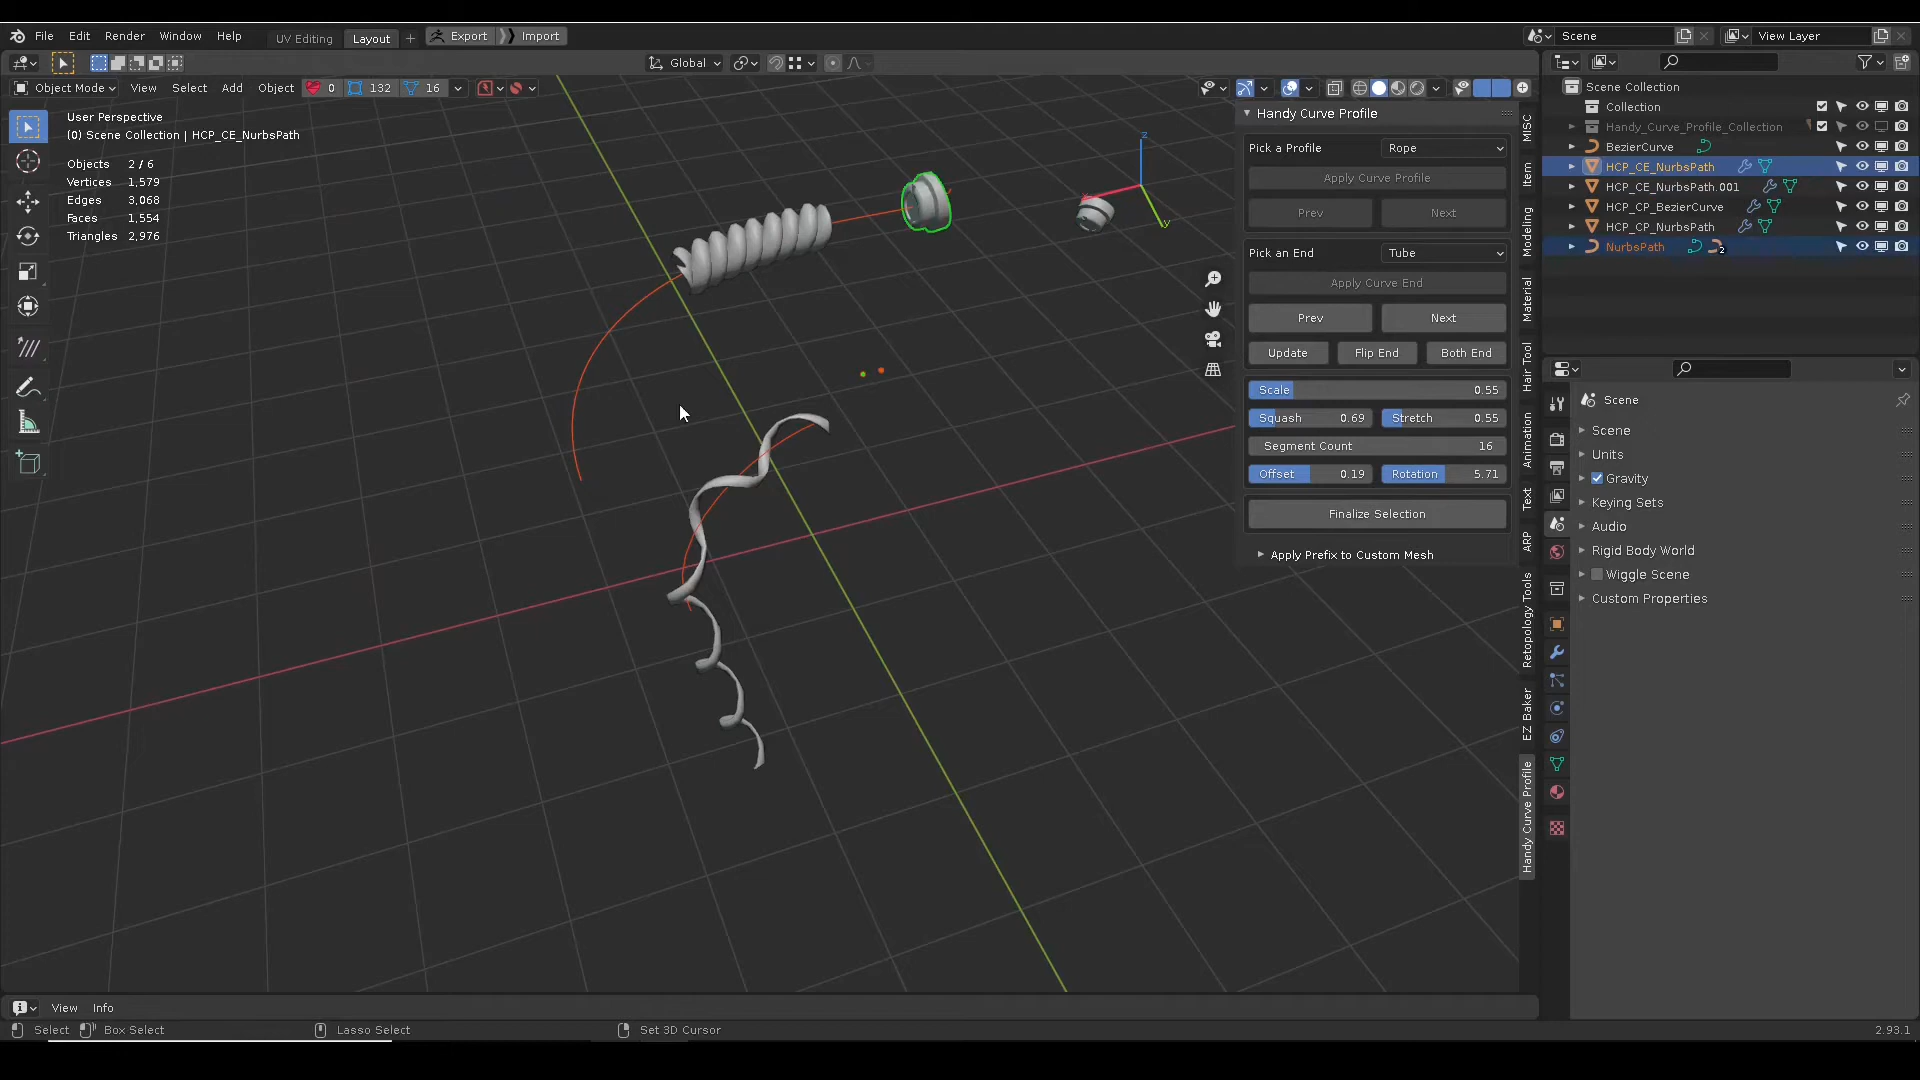 File Edit Render Window Help UV Editing Layout + Export Import Scene View Layer
Global
Object Mode View Select Add Object 0 132 16
User Perspective
(0) Scene Collection | HCP_CE_NurbsPath
Objects 2 / 6
Vertices 1,579
Edges 3,068
Faces 1,554
Triangles 2,976
Z
X
Y
Handy Curve Profile
Pick a Profile Rope
Apply Curve Profile
Prev Next
Pick an End Tube
Apply Curve End
Prev Next
Update Flip End Both End
Scale 0.55
Squash 0.69 Stretch 0.55
Segment Count 16
Offset 0.19 Rotation 5.71
Finalize Selection
Apply Prefix to Custom Mesh
MISC
Item
Modeling
Material
Hair Tool
Animation
Text
ARP
Retopology Tools
EZ Baker
Handy Curve Profile
Scene Collection
Collection
Handy_Curve_Profile_Collection
BezierCurve
HCP_CE_NurbsPath
HCP_CE_NurbsPath.001
HCP_CP_BezierCurve
HCP_CP_NurbsPath
NurbsPath 2
Scene
Scene
Units
Gravity
Keying Sets
Audio
Rigid Body World
Wiggle Scene
Custom Properties
View Info
Select Box Select Lasso Select Set 3D Cursor 2.93.1